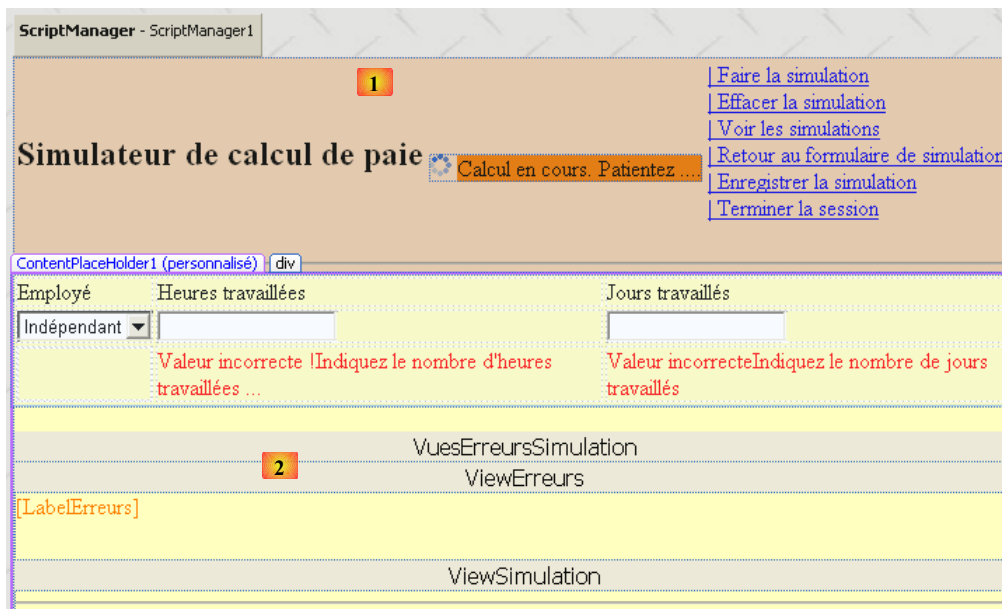 ScriptManager - ScriptManager1
1
| Faire la simulation
| Effacer la simulation
| Voir les simulations
| Retour au formulaire de simulation
| Enregistrer la simulation
| Terminer la session
Simulateur de calcul de paie
Calcul en cours. Patientez ....
ContentPlaceHolder1 (personnalisé) div
Employé Heures travaillées Jours travaillés
Indépendant
Valeur incorrecte !Indiquez le nombre d'heures
travaillées ...
Valeur incorrecteIndiquez le nombre de jours
travaillés
VuesErreursSimulation
2
ViewErreurs
[LabelErreurs]
ViewSimulation